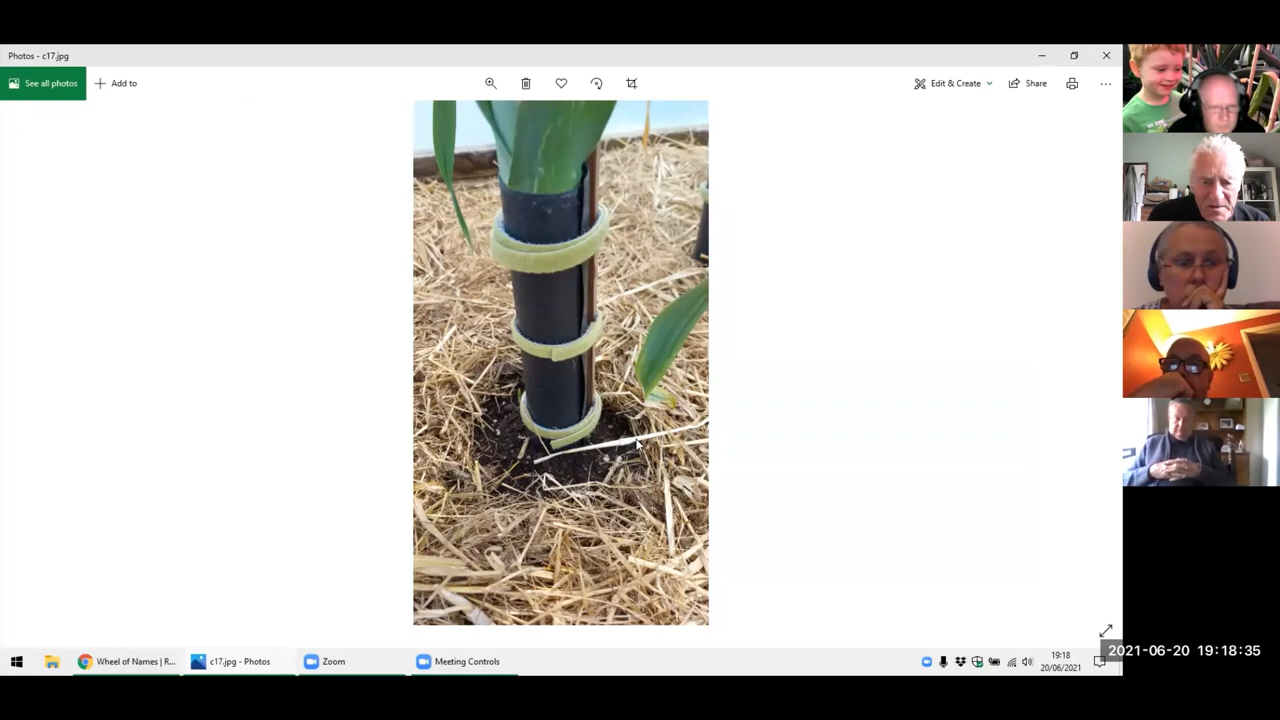 Photos - c17.jpg
See all photos
Add to
Edit & Create
Share
Wheel of Names | R...
c17.jpg - Photos
Zoom
Meeting Controls
19:18
20/06/2021
2021-06-20 19:18:35